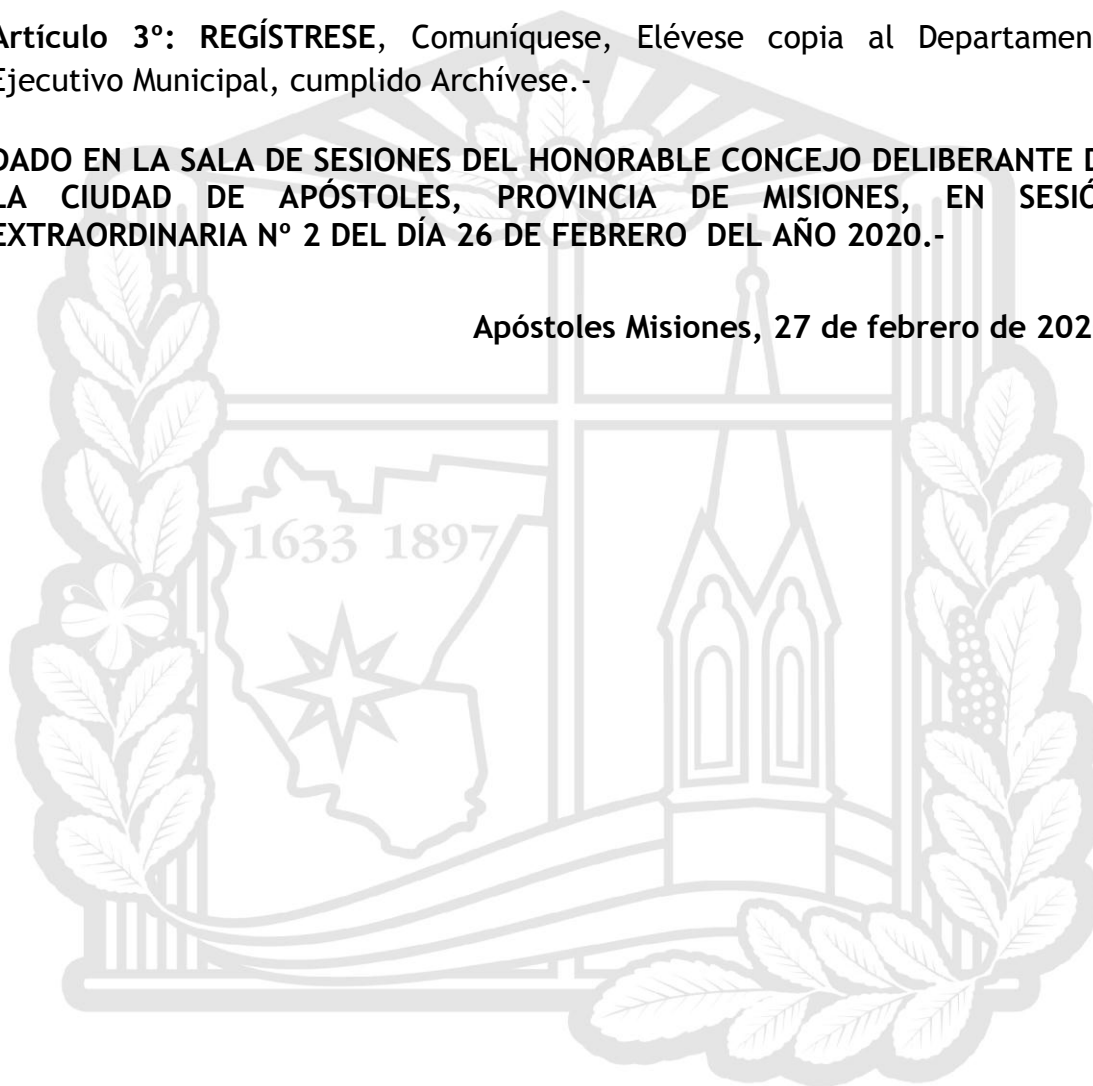 Artículo 3º: REGÍSTRESE, Comuníquese, Elévese copia al Departamen
Ejecutivo Municipal, cumplido Archívese.-
DADO EN LA SALA DE SESIONES DEL HONORABLE CONCEJO DELIBERANTE D
LA CIUDAD DE APÓSTOLES, PROVINCIA DE MISIONES, EN SESIÓ
EXTRAORDINARIA Nº 2 DEL DÍA 26 DE FEBRERO DEL AÑO 2020.-
Apóstoles Misiones, 27 de febrero de 202
1633 1897